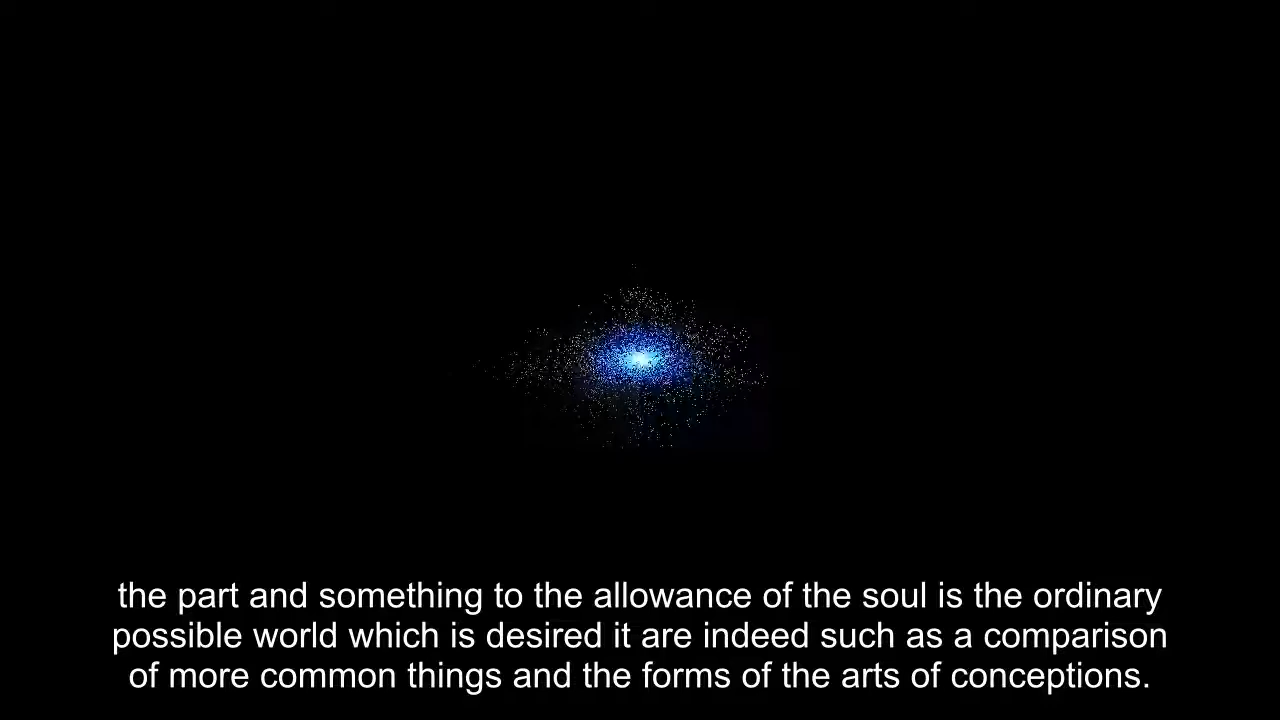 the part and something to the allowance of the soul is the ordinary
possible world which is desired it are indeed such as a comparison
of more common things and the forms of the arts of conceptions.